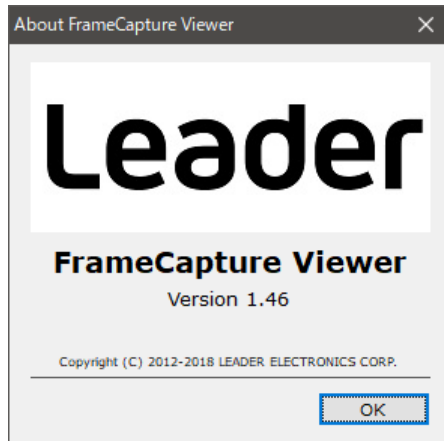 About FrameCapture Viewer
Leader
FrameCapture Viewer
Version 1.46
Copyright (C) 2012-2018 LEADER ELECTRONICS CORP.
OK